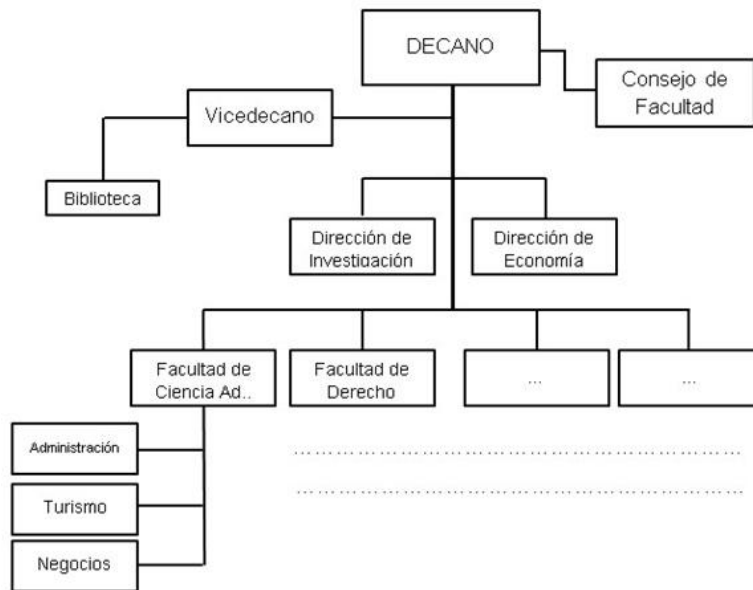 DECANO
Consejo de
Facultad
Vicedecano
Biblioteca
Dirección de
Investigación
Dirección de
Economía
Facultad de
Ciencia Ad..
Facultad de
Derecho
...
...
Administración
Turismo
Negocios
……………………………………………………
……………………………………………………